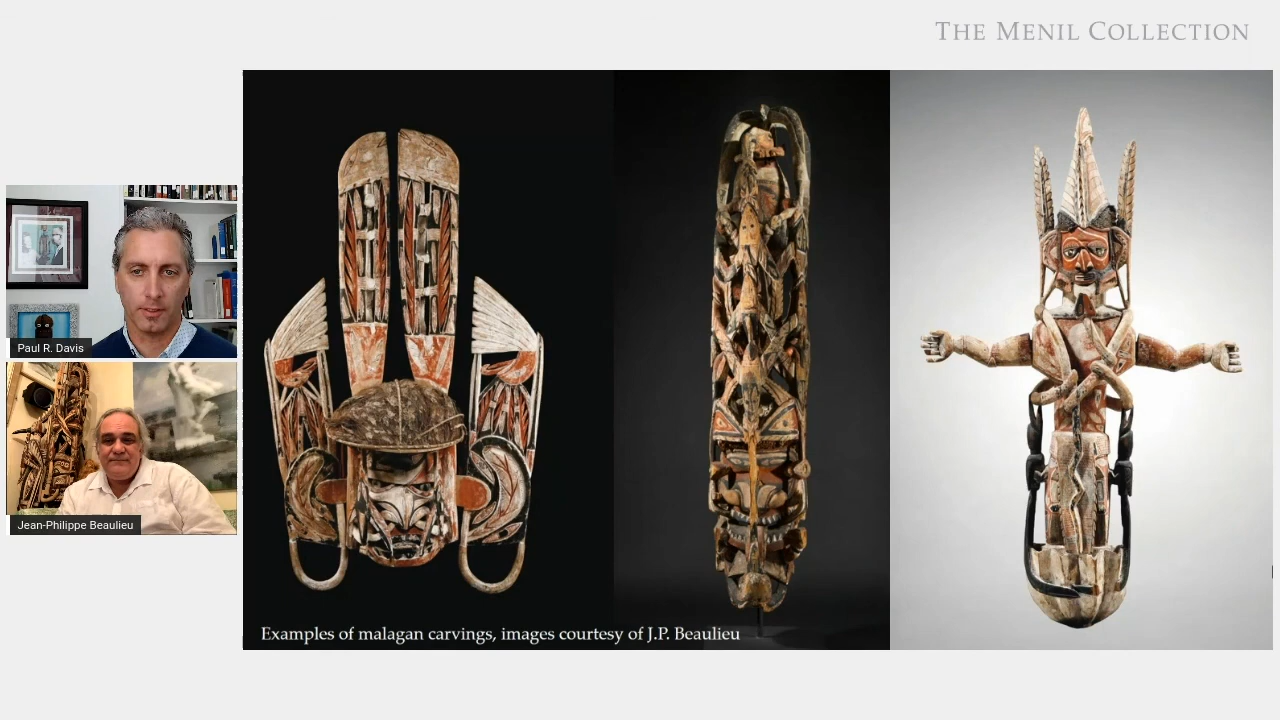 THE MENIL COLLECTION
Paul R. Davis
Jean-Philippe Beaulieu
Examples of malagan carvings, images courtesy of J.P. Beaulieu